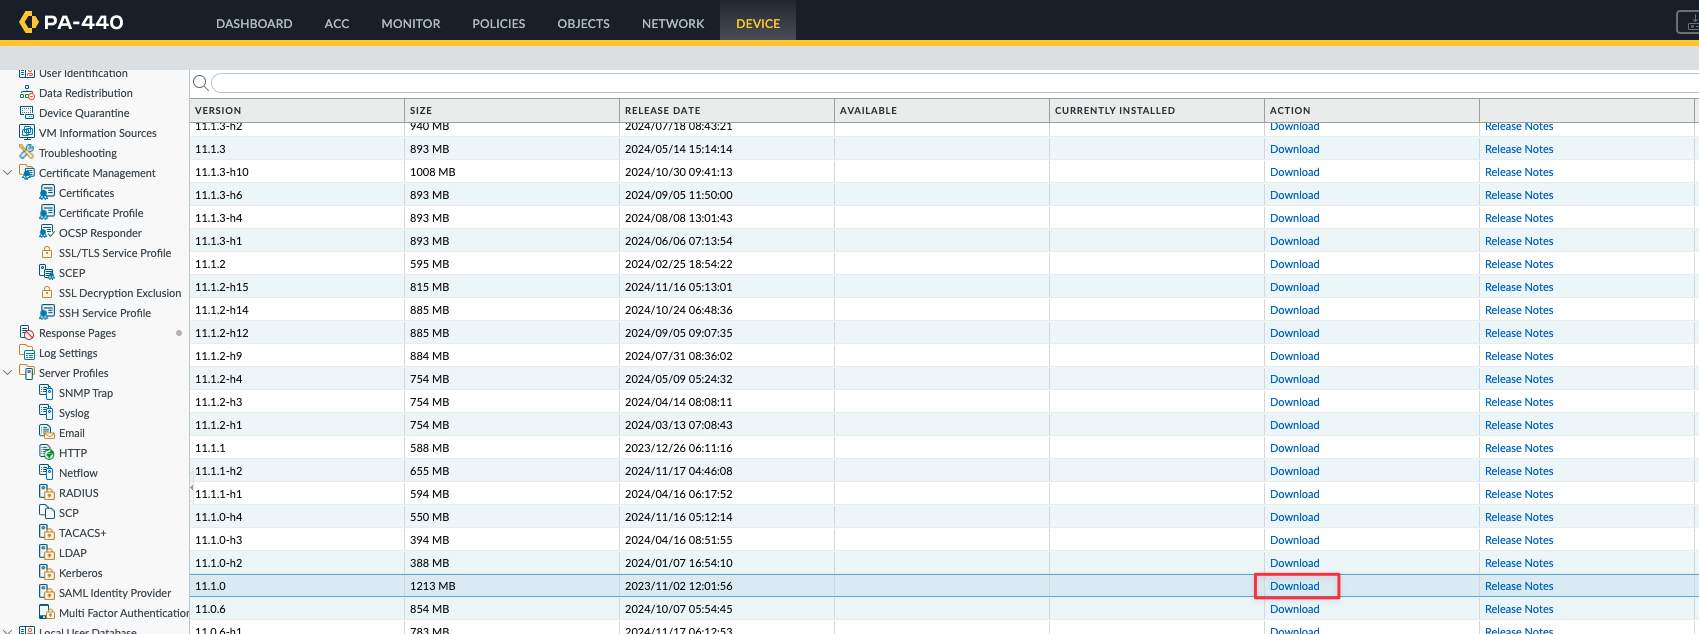 PA-440
DASHBOARD ACC MONITOR POLICIES OBJECTS NETWORK DEVICE
User Identification
Data Redistribution
Device Quarantine
VM Information Sources
Troubleshooting
Certificate Management
Certificates
Certificate Profile
OCSP Responder
SSL/TLS Service Profile
SCEP
SSL Decryption Exclusion
SSH Service Profile
Response Pages
Log Settings
Server Profiles
SNMP Trap
Syslog
Email
HTTP
Netflow
RADIUS
SCP
TACACS+
LDAP
Kerberos
SAML Identity Provider
Multi Factor Authentication
Local User Database
VERSION SIZE RELEASE DATE AVAILABLE CURRENTLY INSTALLED ACTION
11.1.3-h2 940 MB 2024/07/18 08:43:21 Download Release Notes
11.1.3 893 MB 2024/05/14 15:14:14 Download Release Notes
11.1.3-h10 1008 MB 2024/10/30 09:41:13 Download Release Notes
11.1.3-h6 893 MB 2024/09/05 11:50:00 Download Release Notes
11.1.3-h4 893 MB 2024/08/08 13:01:43 Download Release Notes
11.1.3-h1 893 MB 2024/06/06 07:13:54 Download Release Notes
11.1.2 595 MB 2024/02/25 18:54:22 Download Release Notes
11.1.2-h15 815 MB 2024/11/16 05:13:01 Download Release Notes
11.1.2-h14 885 MB 2024/10/24 06:48:36 Download Release Notes
11.1.2-h12 885 MB 2024/09/05 09:07:35 Download Release Notes
11.1.2-h9 884 MB 2024/07/31 08:36:02 Download Release Notes
11.1.2-h4 754 MB 2024/05/09 05:24:32 Download Release Notes
11.1.2-h3 754 MB 2024/04/14 08:08:11 Download Release Notes
11.1.2-h1 754 MB 2024/03/13 07:08:43 Download Release Notes
11.1.1 588 MB 2023/12/26 06:11:16 Download Release Notes
11.1.1-h2 655 MB 2024/11/17 04:46:08 Download Release Notes
11.1.1-h1 594 MB 2024/04/16 06:17:52 Download Release Notes
11.1.0-h4 550 MB 2024/11/16 05:12:14 Download Release Notes
11.1.0-h3 394 MB 2024/04/16 08:51:55 Download Release Notes
11.1.0-h2 388 MB 2024/01/07 16:54:10 Download Release Notes
11.1.0 1213 MB 2023/11/02 12:01:56 Download Release Notes
11.0.6 854 MB 2024/10/07 05:54:45 Download Release Notes
11.0.6-h1 783 MB 2024/11/17 06:12:53 Download Release Notes